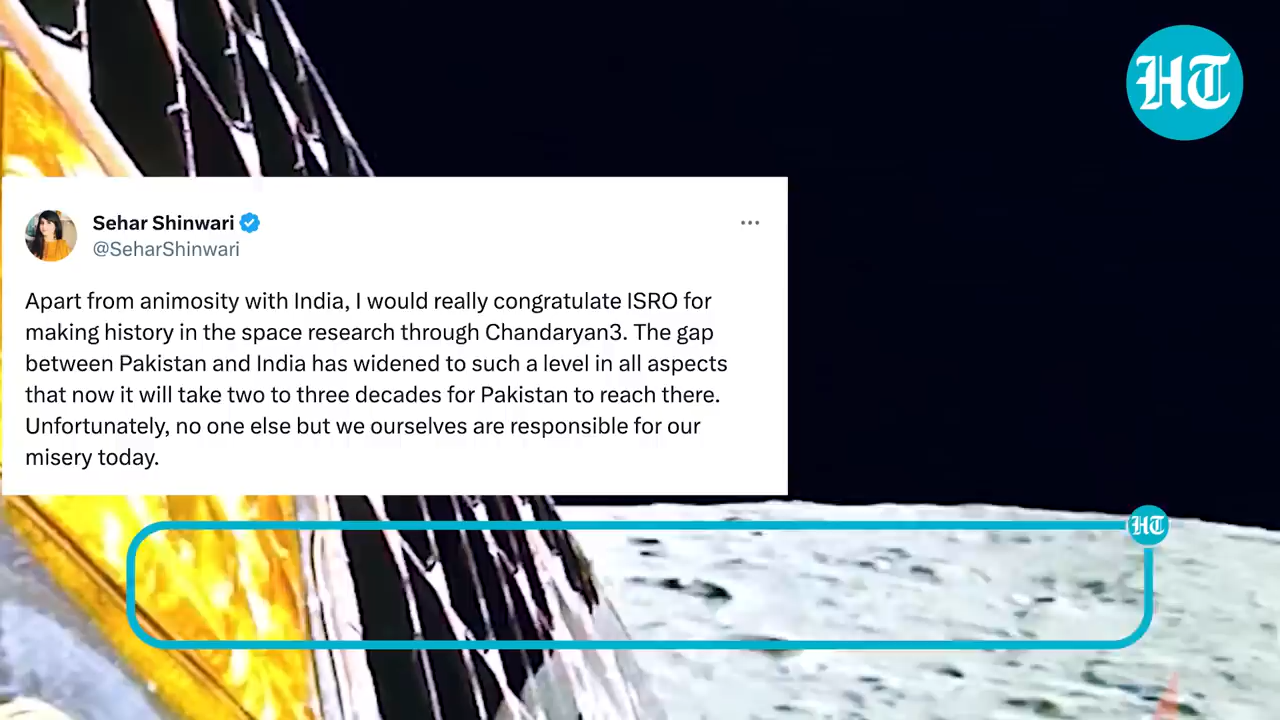 HT
Sehar Shinwari
@SeharShinwari
Apart from animosity with India, I would really congratulate ISRO for
making history in the space research through Chandaryan3. The gap
between Pakistan and India has widened to such a level in all aspects
that now it will take two to three decades for Pakistan to reach there.
Unfortunately, no one else but we ourselves are responsible for our
misery today.
HT